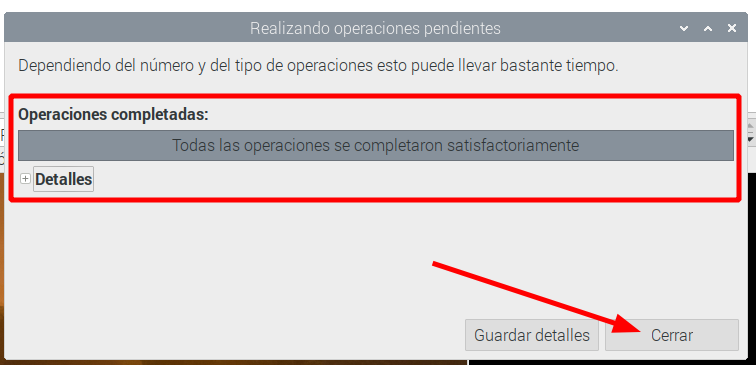 Realizando operaciones pendientes
Dependiendo del número y del tipo de operaciones esto puede llevar bastante tiempo.
Operaciones completadas:
Todas las operaciones se completaron satisfactoriamente
Detalles
Guardar detalles
Cerrar